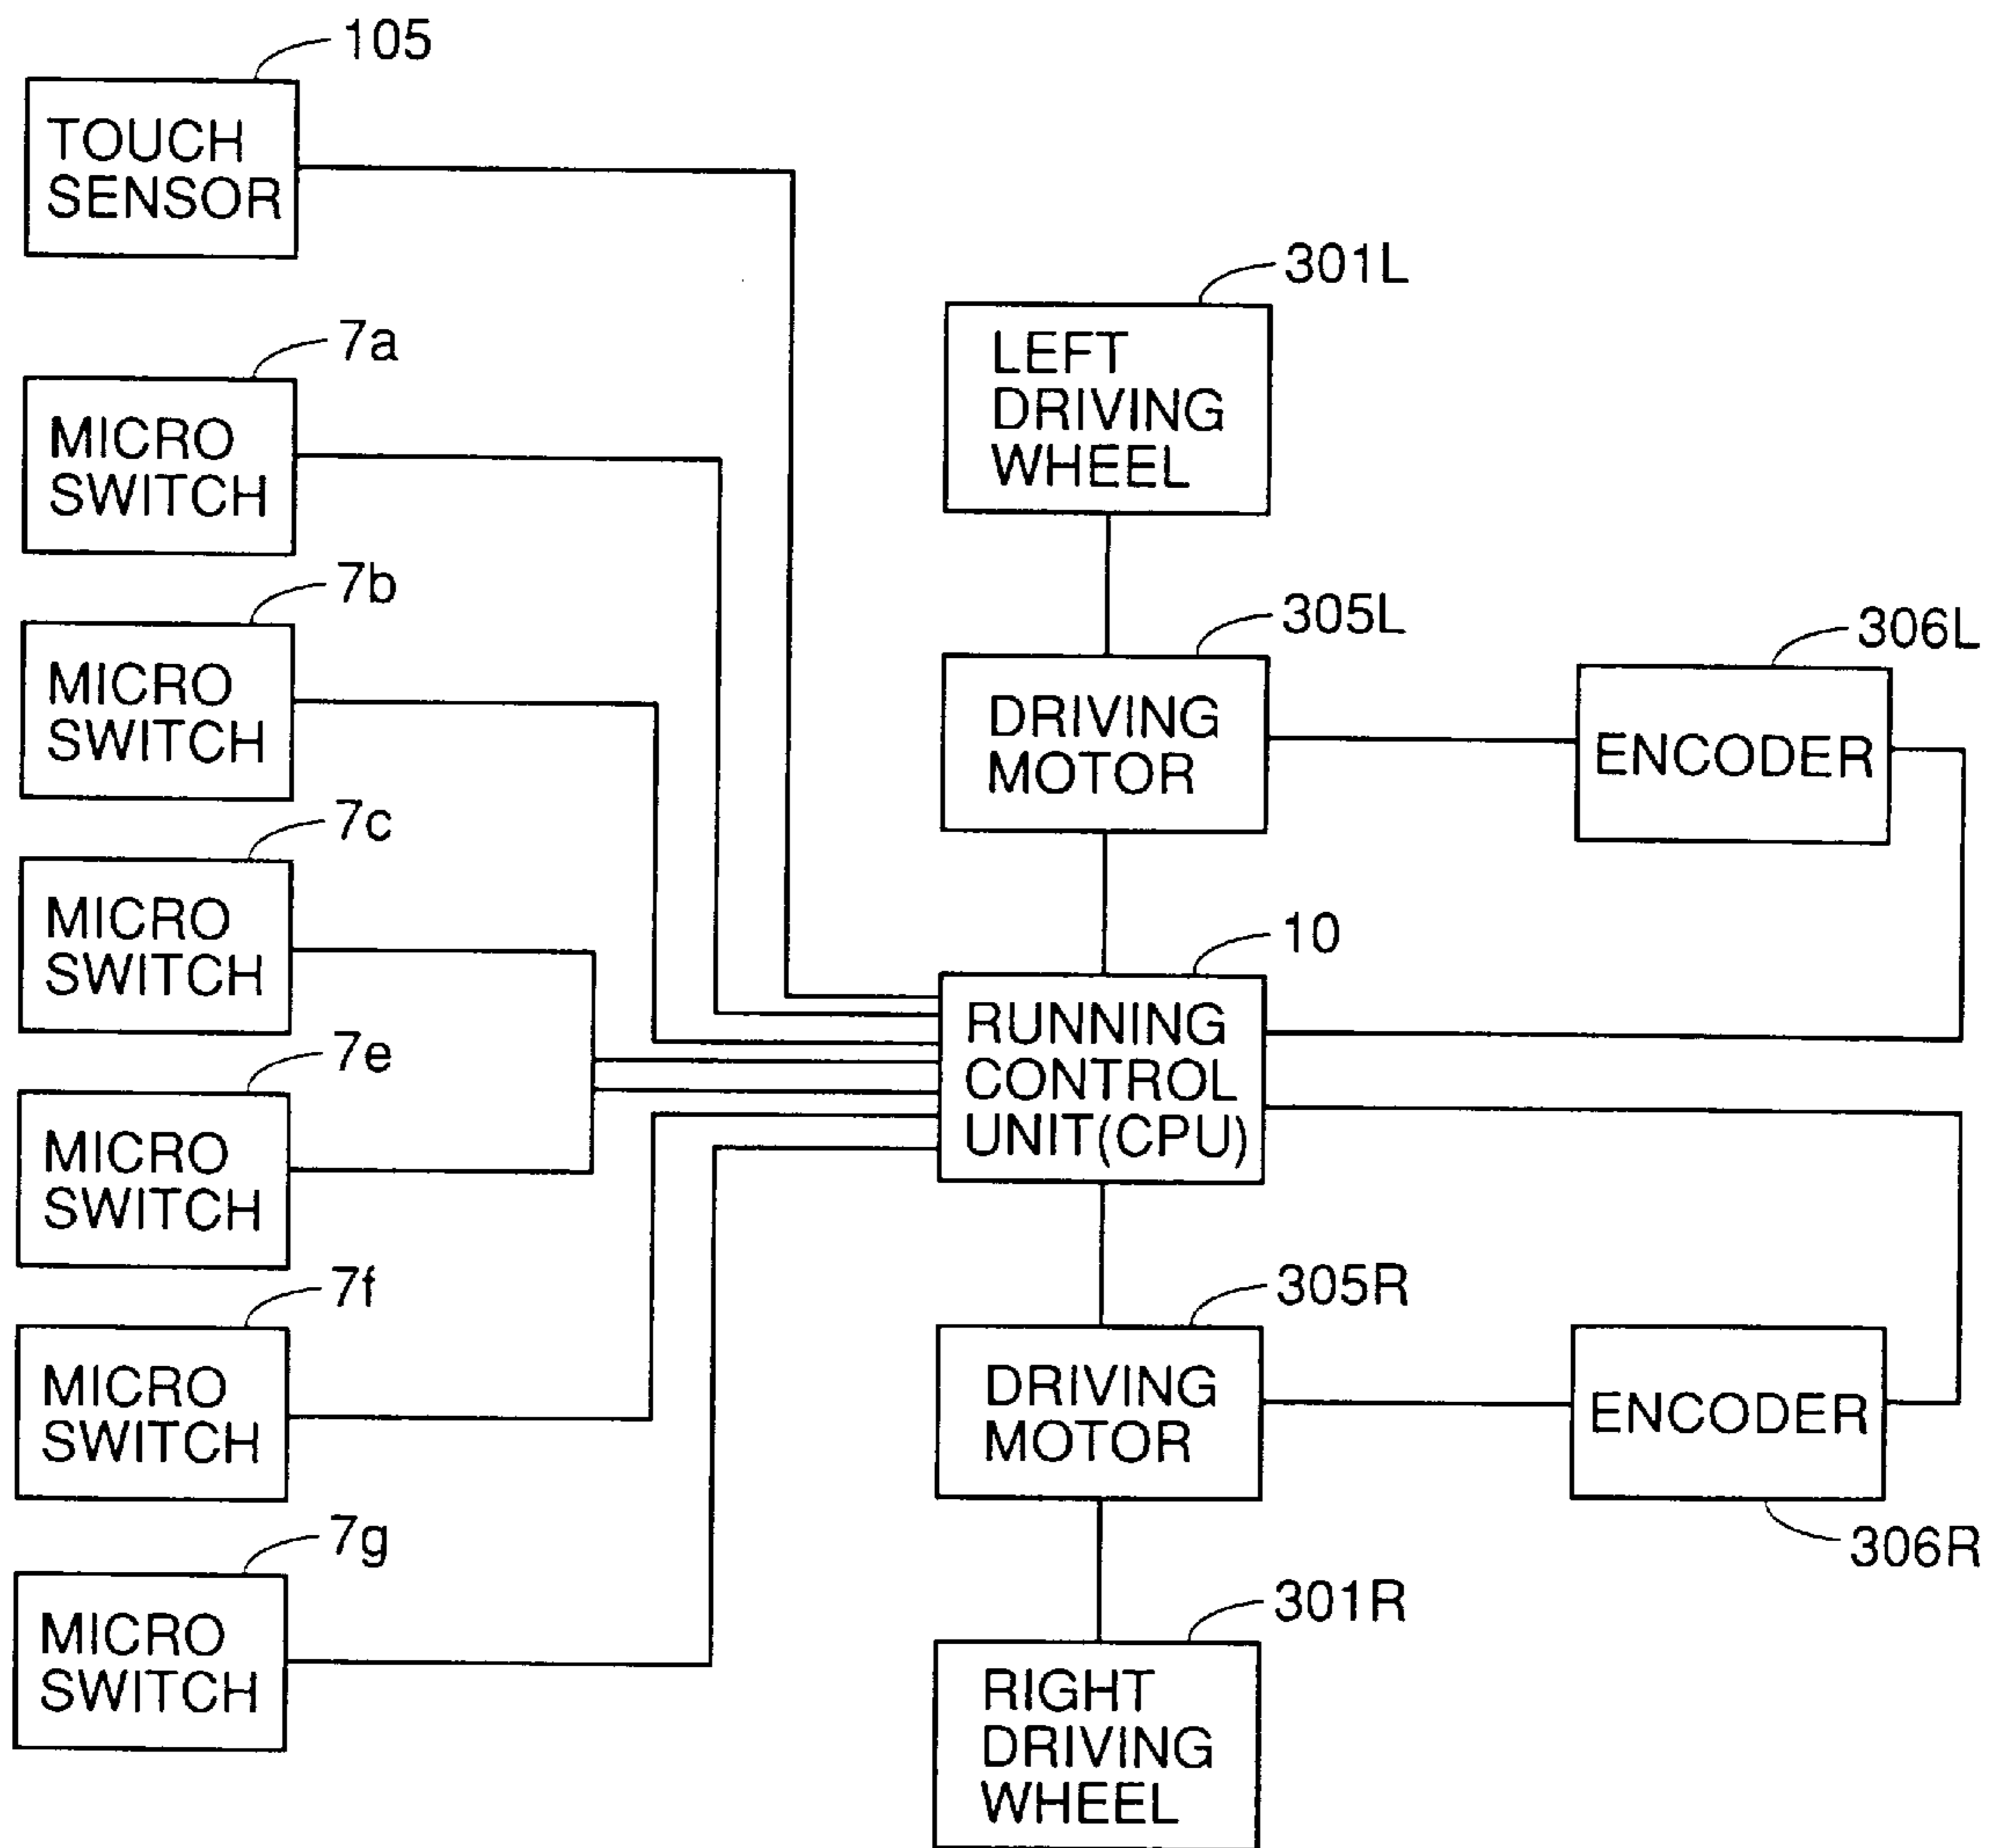 105
TOUCH
SENSOR
7a
MICRO
SWITCH
7b
MICRO
SWITCH
7c
MICRO
SWITCH
7e
MICRO
SWITCH
7f
MICRO
SWITCH
7g
MICRO
SWITCH
301L
LEFT
DRIVING
WHEEL
305L
DRIVING
MOTOR
306L
ENCODER
10
RUNNING
CONTROL
UNIT(CPU)
305R
DRIVING
MOTOR
ENCODER
306R
301R
RIGHT
DRIVING
WHEEL